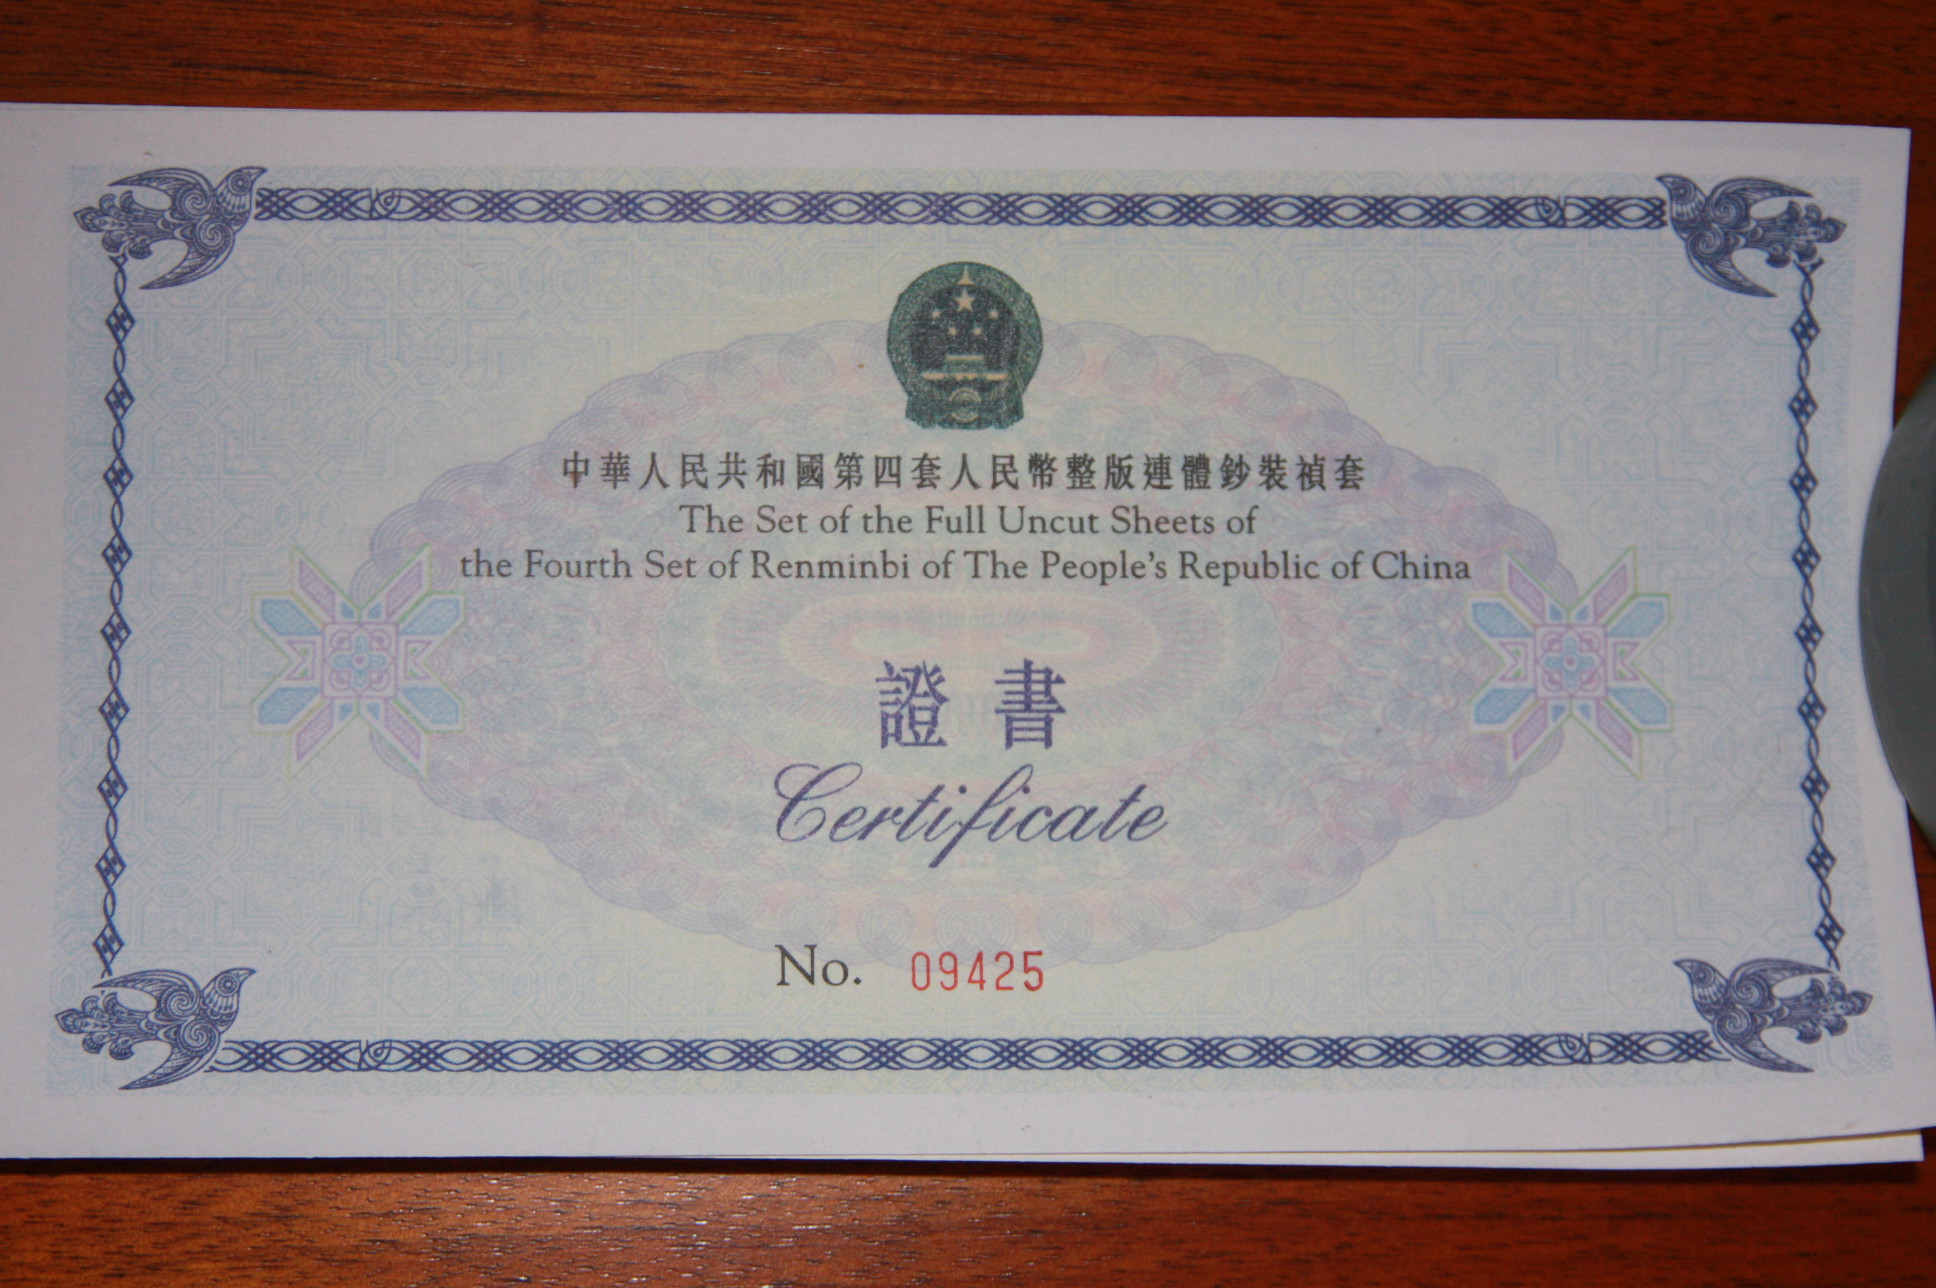 中華人民共和國第四套人民幣整版連體鈔裝禎套
The Set of the Full Uncut Sheets of
the Fourth Set of Renminbi of The People's Republic of China
證書
Certificate
No. 09425